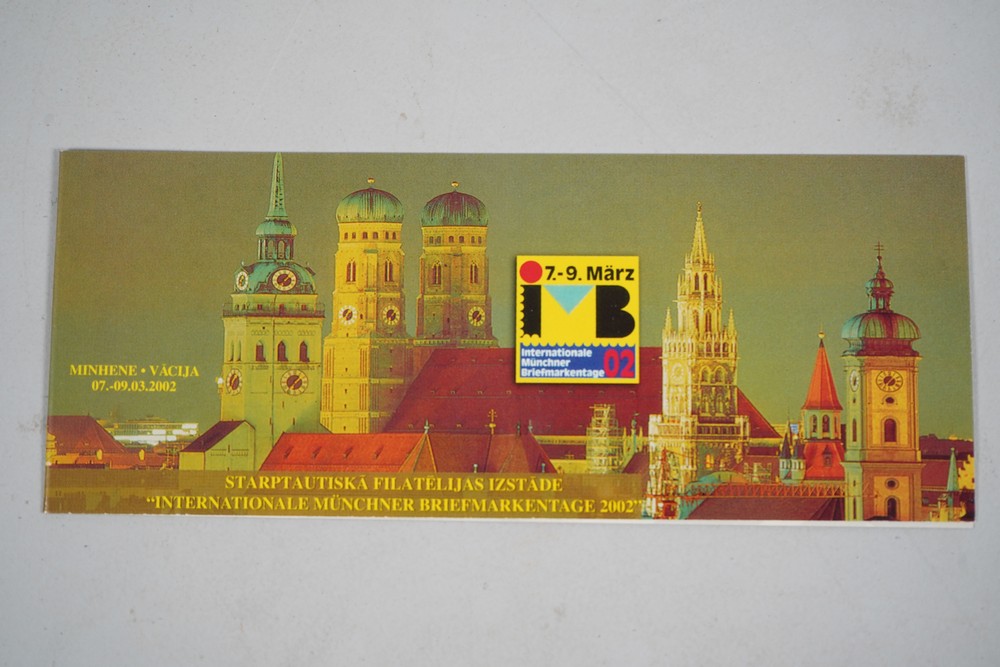 7.-9. März
IMB
Internationale
Münchner
Briefmarkentage 02
MINHENE • VĀCIJA
07.-09.03.2002
STARPTAUTISKĀ FILATĒLIJAS IZSTĀDE
“INTERNATIONALE MÜNCHNER BRIEFMARKENTAGE 2002”